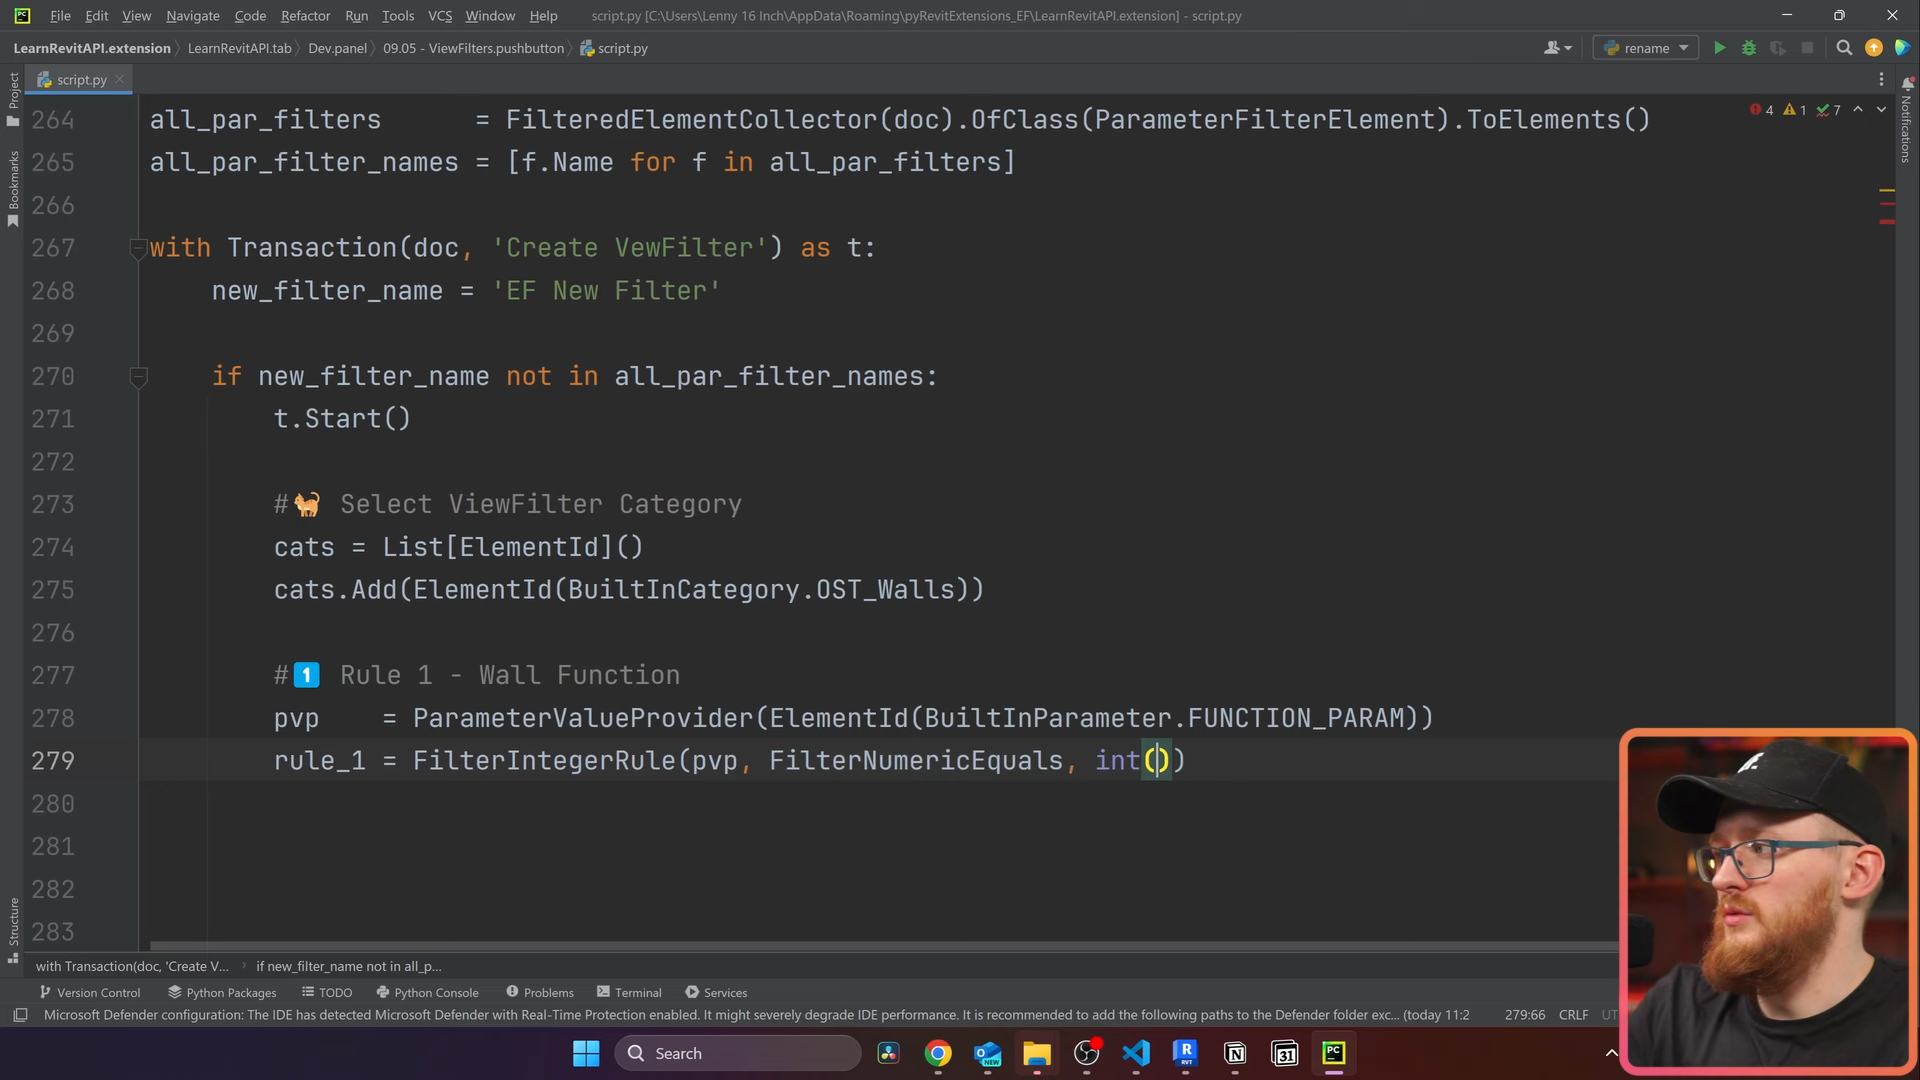 PC File Edit View Navigate Code Refactor Run Tools VCS Window Help script.py [C:\Users\Lenny 16 Inch\AppData\Roaming\pyRevitExtensions_EF\LearnRevitAPI.extension] - script.py
LearnRevitAPI.extension LearnRevitAPI.tab Dev.panel 09.05 - ViewFilters.pushbutton script.py rename
Project
Bookmarks
Structure
Notifications
script.py
4 1 7
264 all_par_filters = FilteredElementCollector(doc).OfClass(ParameterFilterElement).ToElements()
265 all_par_filter_names = [f.Name for f in all_par_filters]
266
267 with Transaction(doc, 'Create VewFilter') as t:
268 new_filter_name = 'EF New Filter'
269
270 if new_filter_name not in all_par_filter_names:
271 t.Start()
272
273 #🐈 Select ViewFilter Category
274 cats = List[ElementId]()
275 cats.Add(ElementId(BuiltInCategory.OST_Walls))
276
277 #1️⃣ Rule 1 - Wall Function
278 pvp = ParameterValueProvider(ElementId(BuiltInParameter.FUNCTION_PARAM))
279 rule_1 = FilterIntegerRule(pvp, FilterNumericEquals, int())
280
281
282
283
with Transaction(doc, 'Create V... if new_filter_name not in all_p...
Version Control Python Packages TODO Python Console Problems Terminal Services
Microsoft Defender configuration: The IDE has detected Microsoft Defender with Real-Time Protection enabled. It might severely degrade IDE performance. It is recommended to add the following paths to the Defender folder exc... (today 11:2 279:66 CRLF UT
Search NEW R RVT N 31 PC